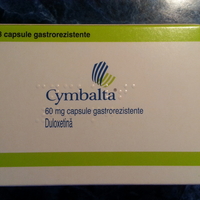 capsule gastrorezistente
Cymbalta®
60 mg capsule gastrorezistente
Duloxetină